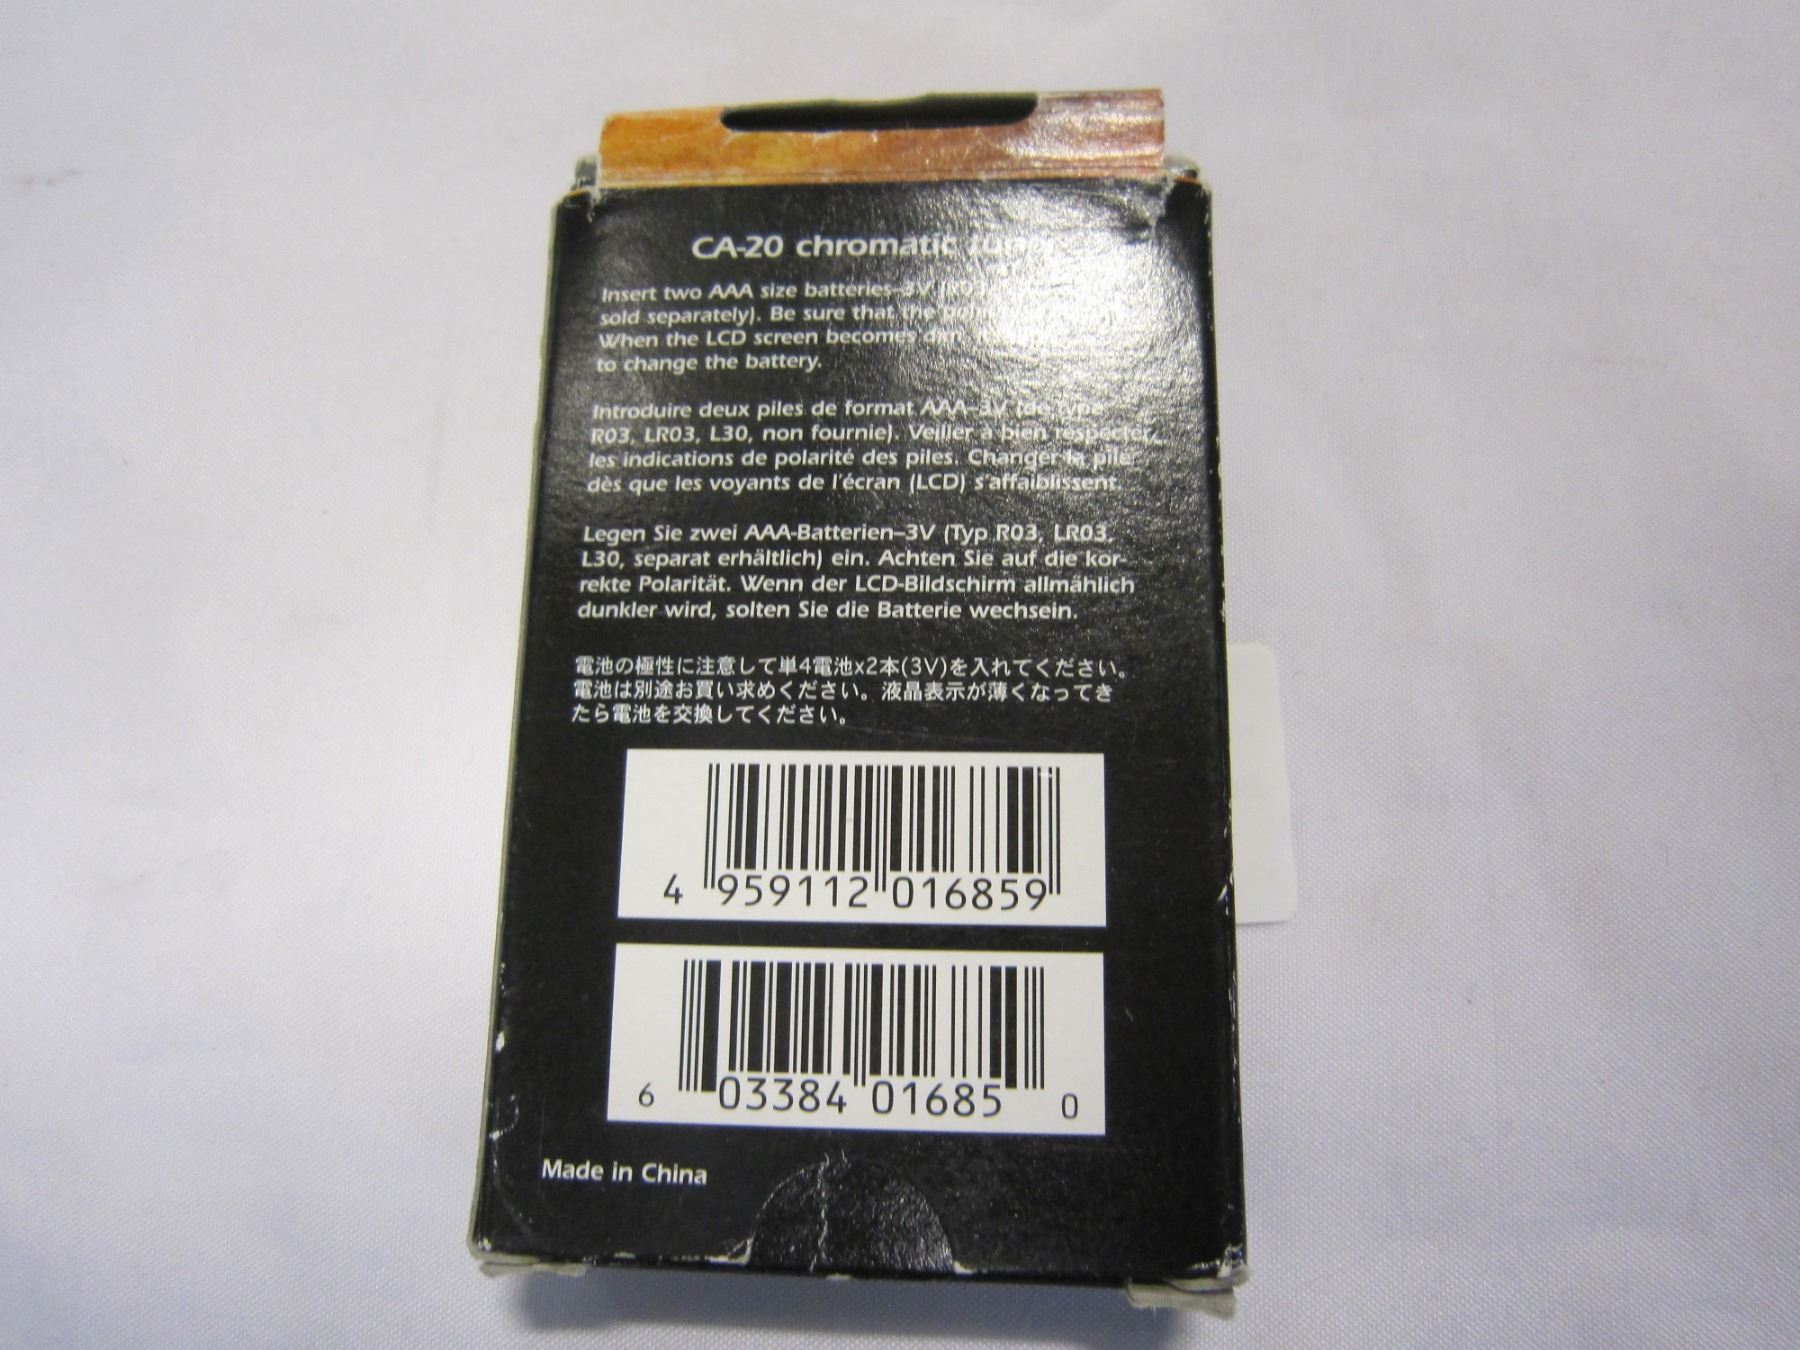 CA-20 chromatic tuner
Insert two AAA size batteries–3V (R03,
sold separately). Be sure that the
When the LCD screen becomes
to change the battery.
Introduire deux piles de format AAA–3V (de type
R03, LR03, L30, non fournie). Veiller à bien respecter
les indications de polarité des piles. Changer la pile
dès que les voyants de l'écran (LCD) s'affaiblissent.
Legen Sie zwei AAA-Batterien–3V (Typ R03, LR03,
L30, separat erhältlich) ein. Achten Sie auf die kor-
rekte Polarität. Wenn der LCD-Bildschirm allmählich
dunkler wird, solten Sie die Batterie wechsein.
電池の極性に注意して単4電池x2本(3V)を入れてください。
電池は別途お買い求めください。液晶表示が薄くなってき
たら電池を交換してください。
4 959112 016859
6 03384 01685 0
Made in China